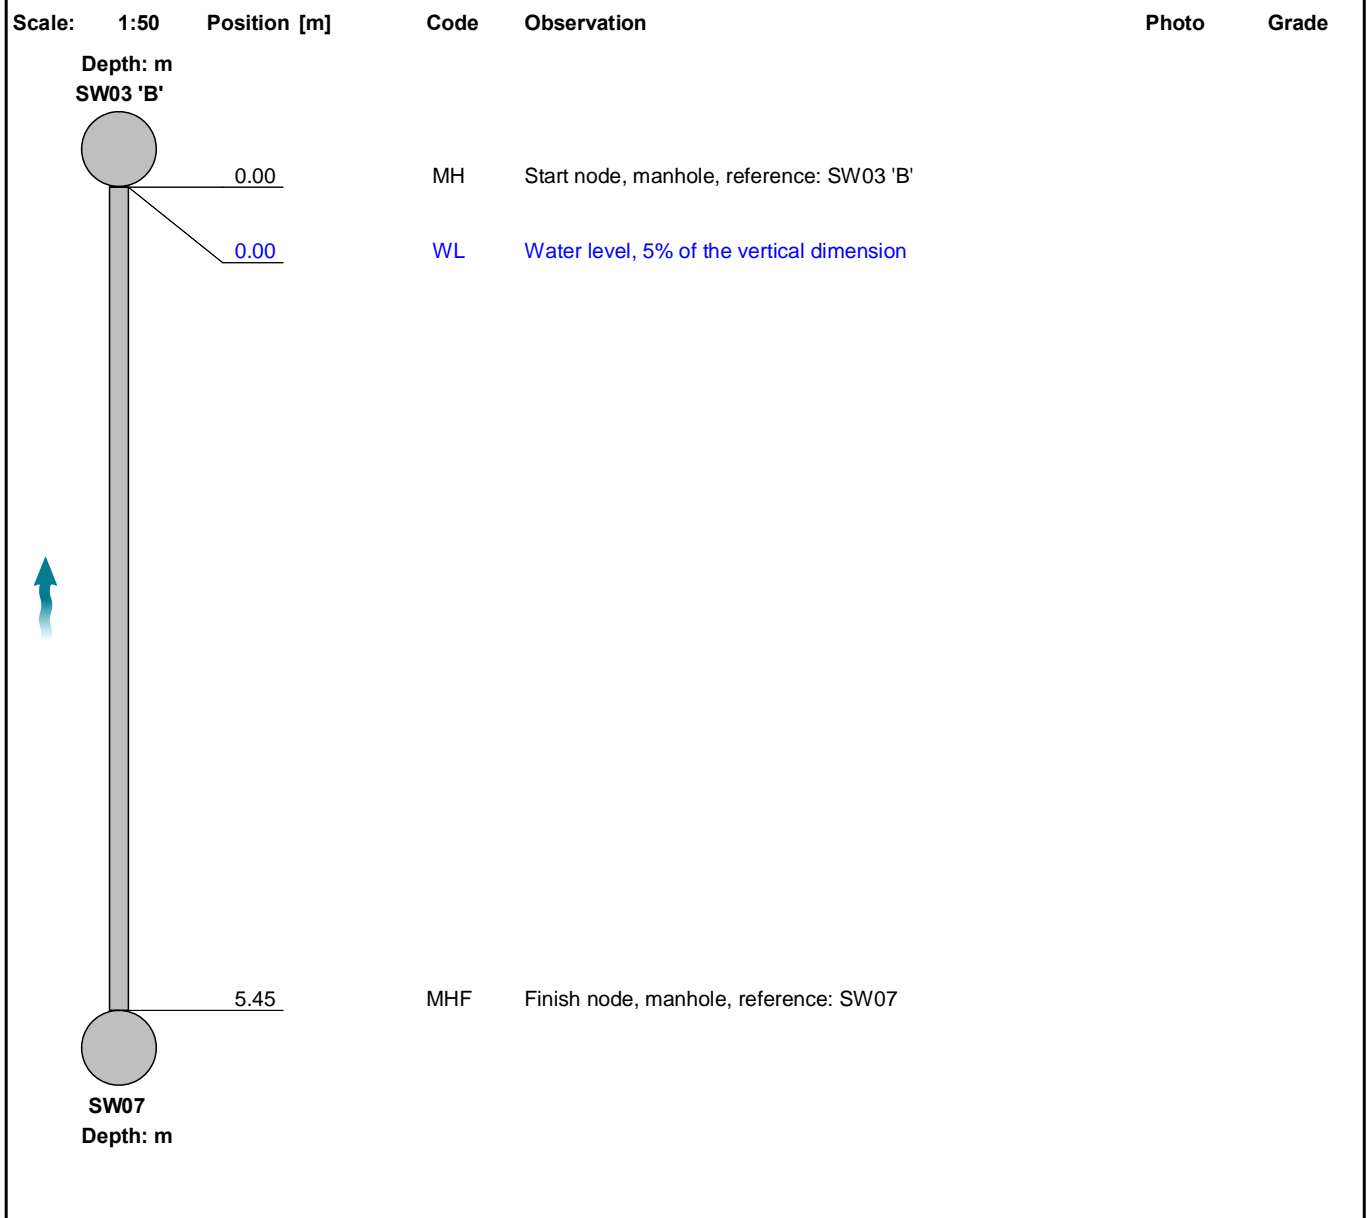 Scale: 1:50 Position [m] Code Observation Photo Grade
Depth: m
SW03 'B'
0.00 MH Start node, manhole, reference: SW03 'B'
0.00 WL Water level, 5% of the vertical dimension
5.45 MHF Finish node, manhole, reference: SW07
SW07
Depth: m